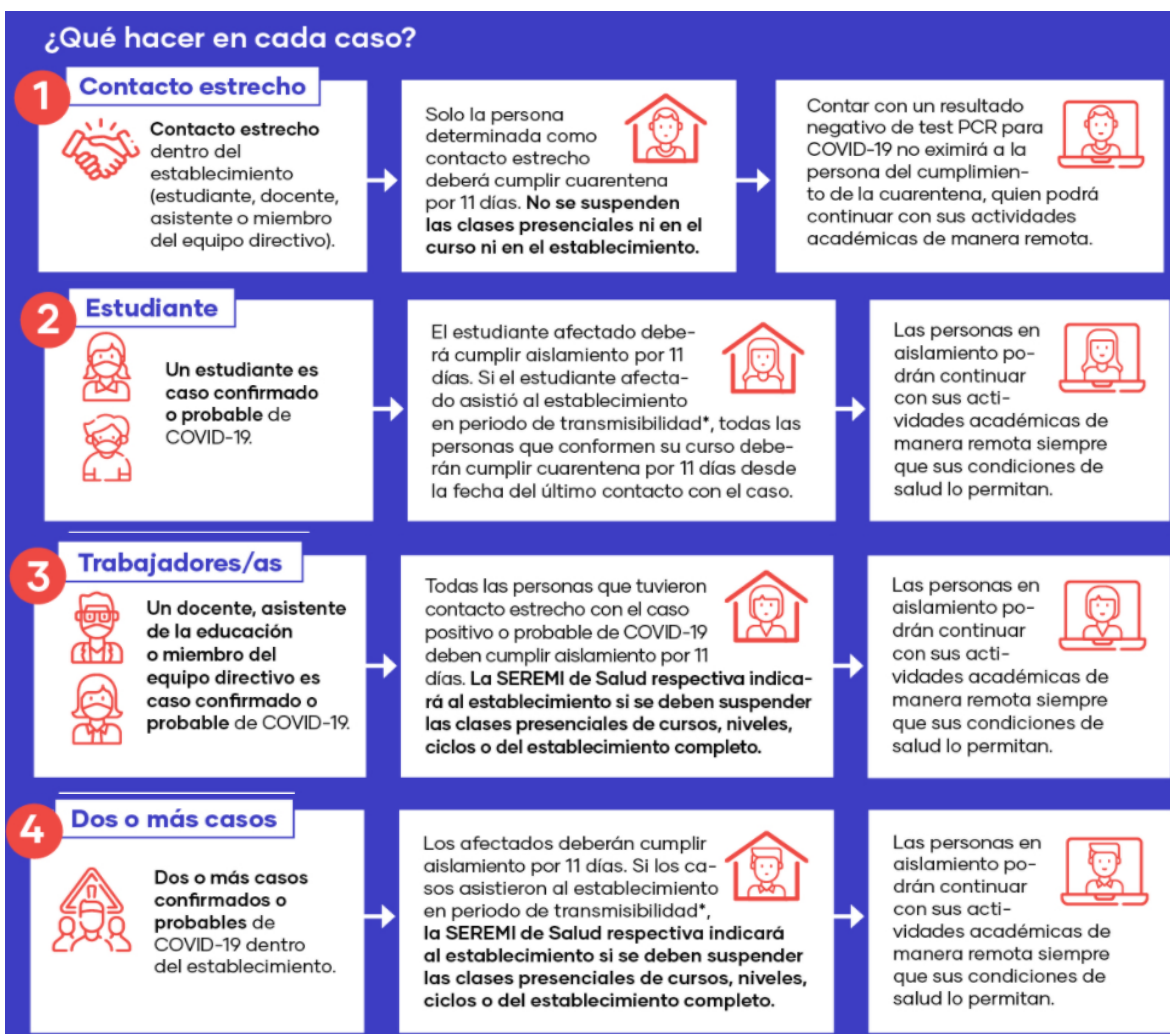 ¿Qué hacer en cada caso?
1
Contacto estrecho
Contacto estrecho
dentro del
establecimiento
(estudiante, docente,
asistente o miembro
del equipo directivo).
Solo la persona
determinada como
contacto estrecho
deberá cumplir cuarentena
por 11 días. No se suspenden
las clases presenciales ni en el
curso ni en el establecimiento.
Contar con un resultado
negativo de test PCR para
COVID-19 no eximirá a la
persona del cumplimien-
to de la cuarentena, quien podrá
continuar con sus actividades
académicas de manera remota.
2
Estudiante
Un estudiante es
caso confirmado
o probable de
COVID-19.
El estudiante afectado debe-
rá cumplir aislamiento por 11
días. Si el estudiante afecta-
do asistió al establecimiento
en periodo de transmisibilidad*, todas las
personas que conformen su curso debe-
rán cumplir cuarentena por 11 días desde
la fecha del último contacto con el caso.
Las personas en
aislamiento po-
drán continuar
con sus acti-
vidades académicas de
manera remota siempre
que sus condiciones de
salud lo permitan.
3
Trabajadores/as
Un docente, asistente
de la educación
o miembro del
equipo directivo es
caso confirmado o
probable de COVID-19.
Todas las personas que tuvieron
contacto estrecho con el caso
positivo o probable de COVID-19
deben cumplir aislamiento por 11
días. La SEREMI de Salud respectiva indica-
rá al establecimiento si se deben suspender
las clases presenciales de cursos, niveles,
ciclos o del establecimiento completo.
Las personas en
aislamiento po-
drán continuar
con sus acti-
vidades académicas de
manera remota siempre
que sus condiciones de
salud lo permitan.
4
Dos o más casos
Dos o más casos
confirmados o
probables de
COVID-19 dentro
del establecimiento.
Los afectados deberán cumplir
aislamiento por 11 días. Si los ca-
sos asistieron al establecimiento
en periodo de transmisibilidad*,
la SEREMI de Salud respectiva indicará
al establecimiento si se deben suspender
las clases presenciales de cursos, niveles,
ciclos o del establecimiento completo.
Las personas en
aislamiento po-
drán continuar
con sus acti-
vidades académicas de
manera remota siempre
que sus condiciones de
salud lo permitan.